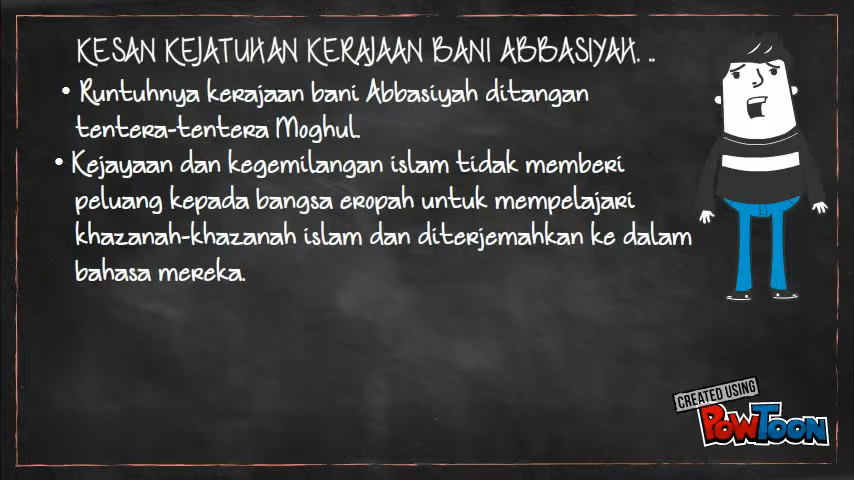 KESAN KEJATUHAN KERAJAAN BANI ABBASIYAH. ..
• Runtuhnya kerajaan bani Abbasiyah ditangan
tentera-tentera Moghul.
• Kejayaan dan kegemilangan islam tidak memberi
peluang kepada bangsa eropah untuk mempelajari
khazanah-khazanah islam dan diterjemahkan ke dalam
bahasa mereka.
CREATED USING
POWTOON